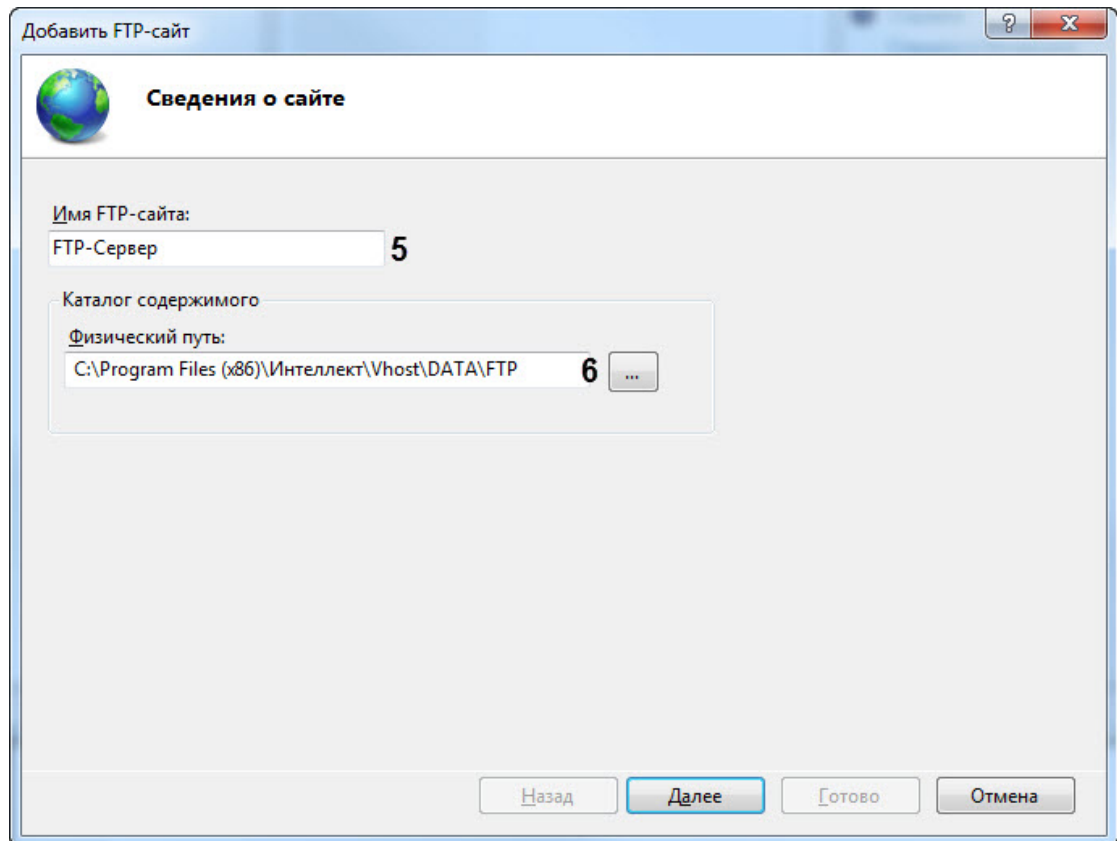 Добавить FTP-сайт
Сведения о сайте
Имя FTP-сайта:
FTP-Сервер 5
Каталог содержимого
Физический путь:
C:\Program Files (x86)\Интеллект\Vhost\DATA\FTP 6 ...
Назад Далее Готово Отмена